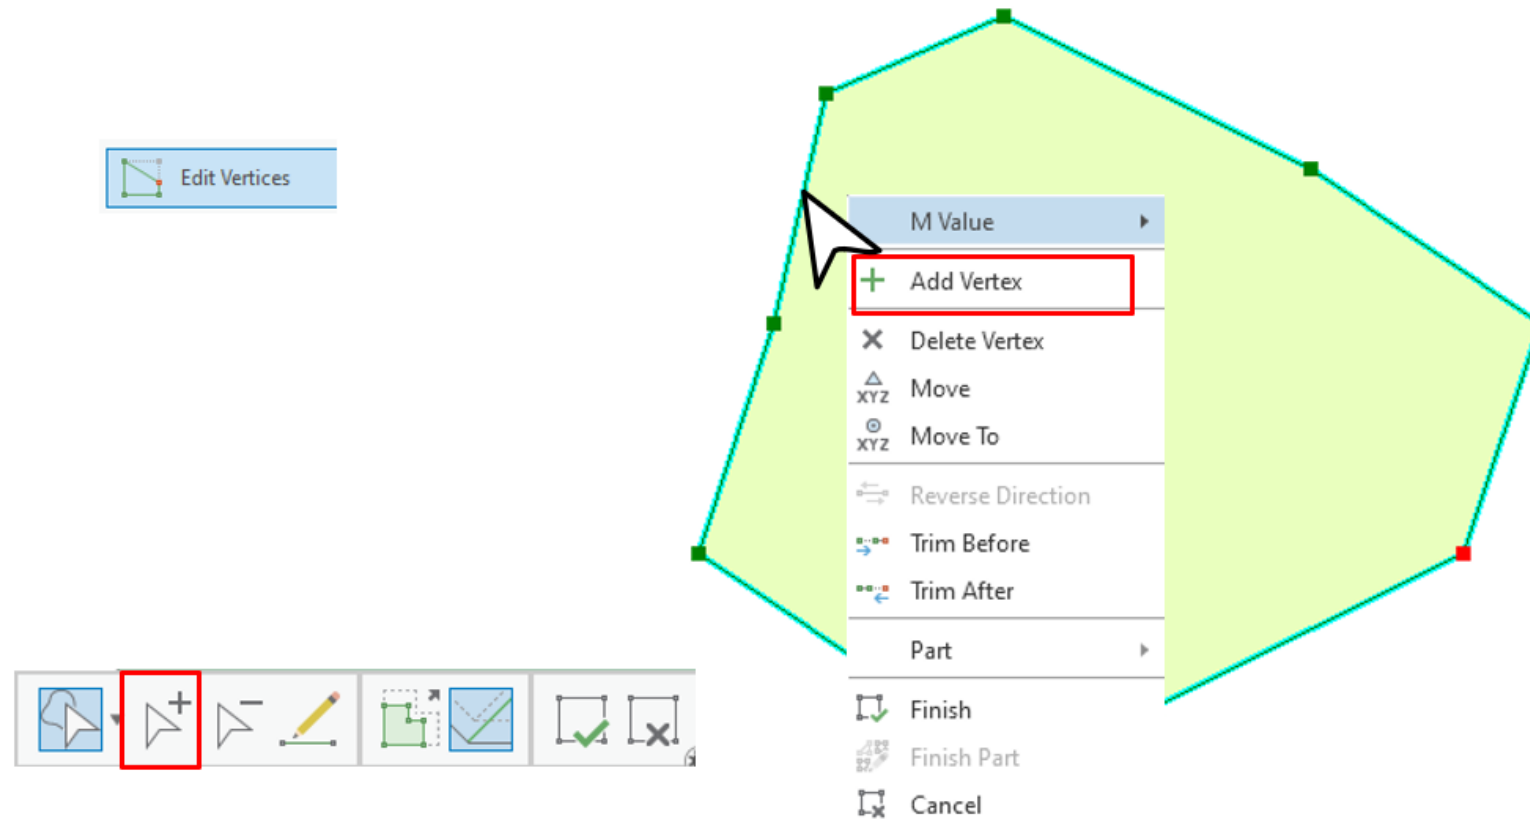 Edit Vertices
M Value
Add Vertex
Delete Vertex
XYZ Move
XYZ Move To
Reverse Direction
Trim Before
Trim After
Part
Finish
Finish Part
Cancel